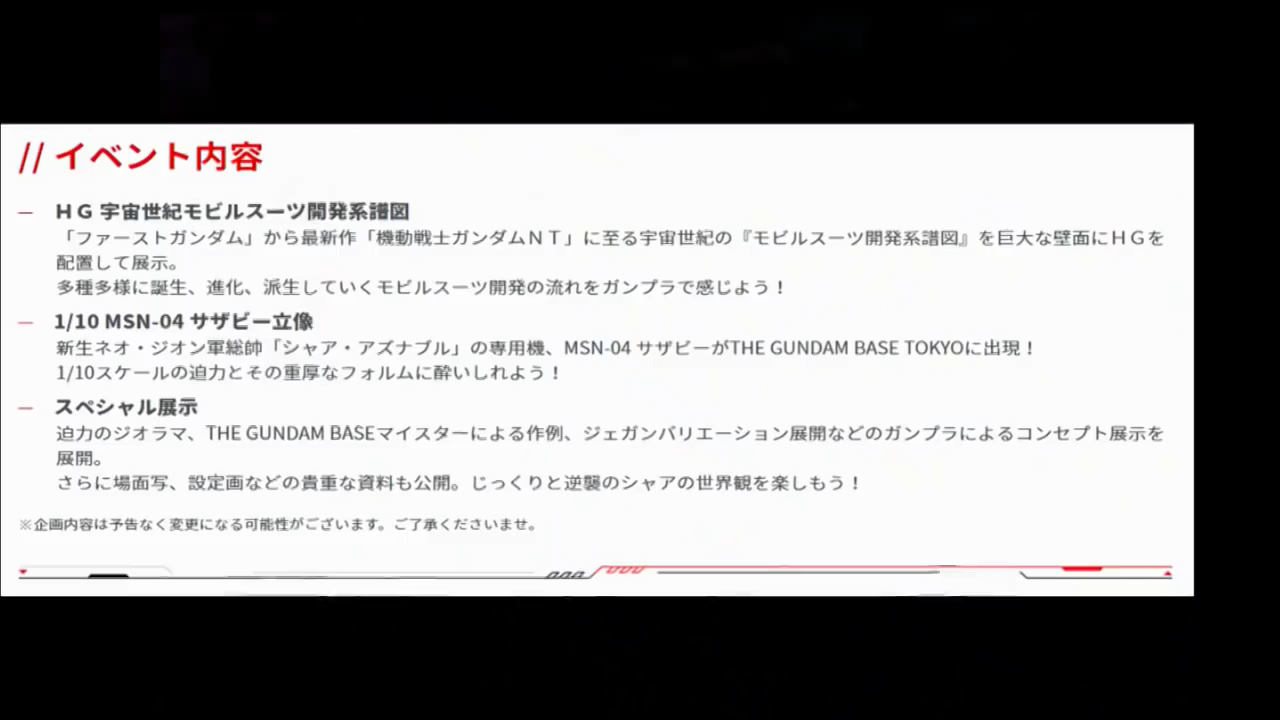 // イベント内容
― ＨＧ 宇宙世紀モビルスーツ開発系譜図
「ファーストガンダム」から最新作「機動戦士ガンダムＮＴ」に至る宇宙世紀の『モビルスーツ開発系譜図』を巨大な壁面にＨＧを
配置して展示。
多種多様に誕生、進化、派生していくモビルスーツ開発の流れをガンプラで感じよう！
― 1/10 MSN-04 サザビー立像
新生ネオ・ジオン軍総帥「シャア・アズナブル」の専用機、MSN-04 サザビーがTHE GUNDAM BASE TOKYOに出現！
1/10スケールの迫力とその重厚なフォルムに酔いしれよう！
― スペシャル展示
迫力のジオラマ、THE GUNDAM BASEマイスターによる作例、ジェガンバリエーション展開などのガンプラによるコンセプト展示を
展開。
さらに場面写、設定画などの貴重な資料も公開。じっくりと逆襲のシャアの世界観を楽しもう！
※企画内容は予告なく変更になる可能性がございます。ご了承くださいませ。